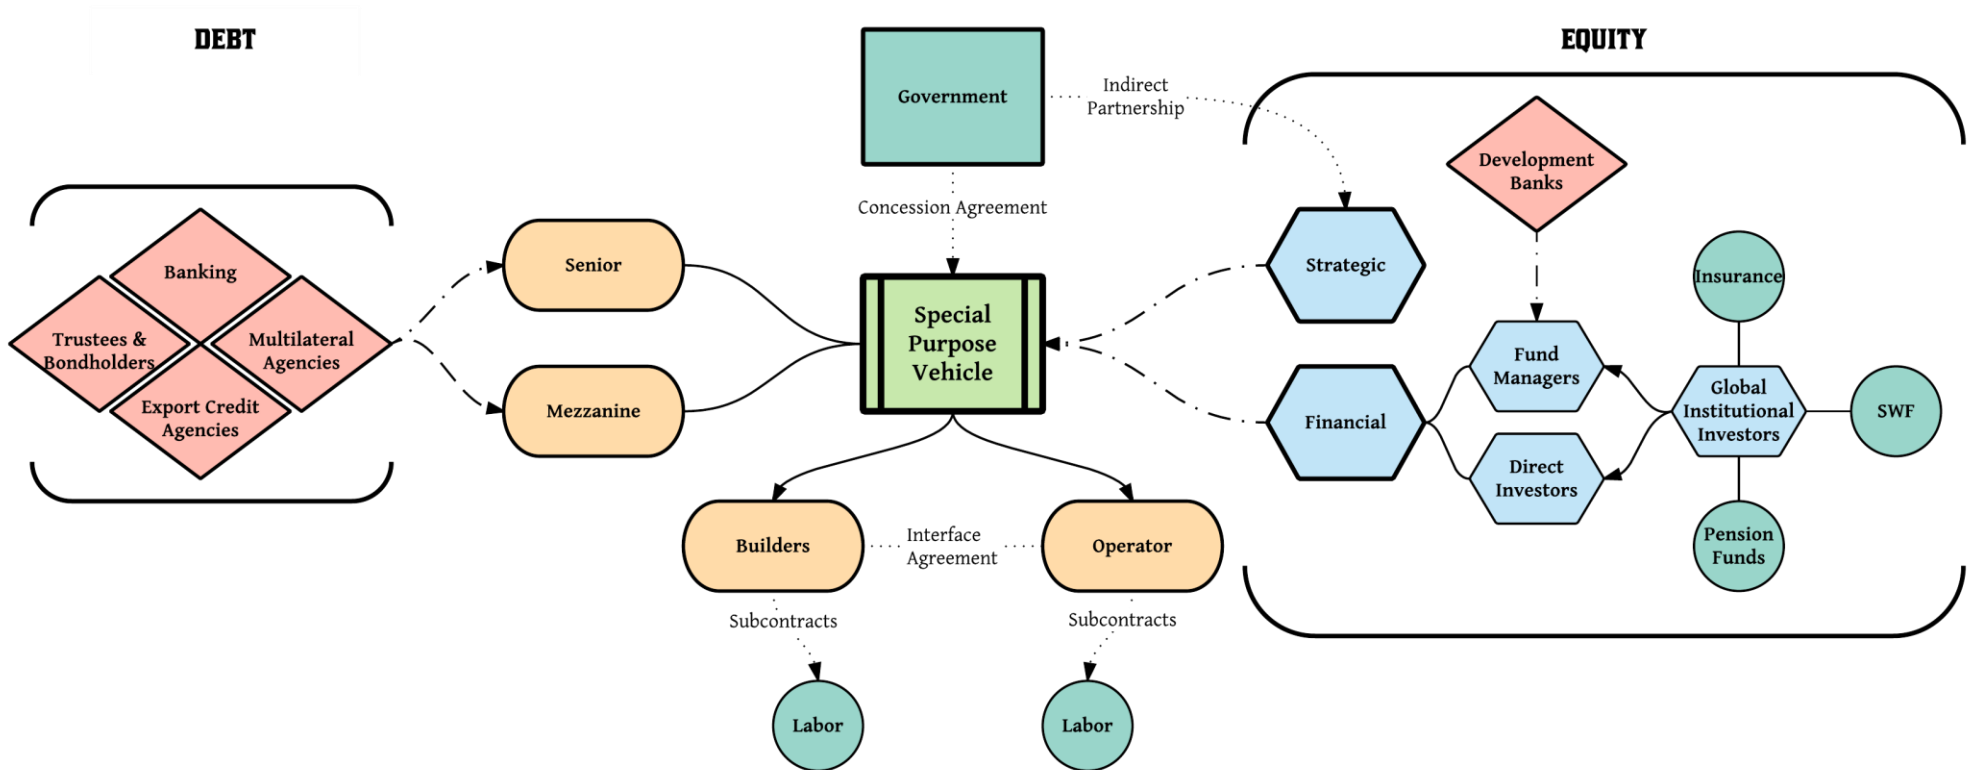 DEBT
EQUITY
Government
Indirect
Partnership
Concession Agreement
Development
Banks
Banking
Trustees &
Bondholders
Multilateral
Agencies
Export Credit
Agencies
Senior
Mezzanine
Special
Purpose
Vehicle
Strategic
Financial
Fund
Managers
Direct
Investors
Global
Institutional
Investors
Insurance
SWF
Pension
Funds
Builders
Interface
Agreement
Operator
Subcontracts
Subcontracts
Labor
Labor